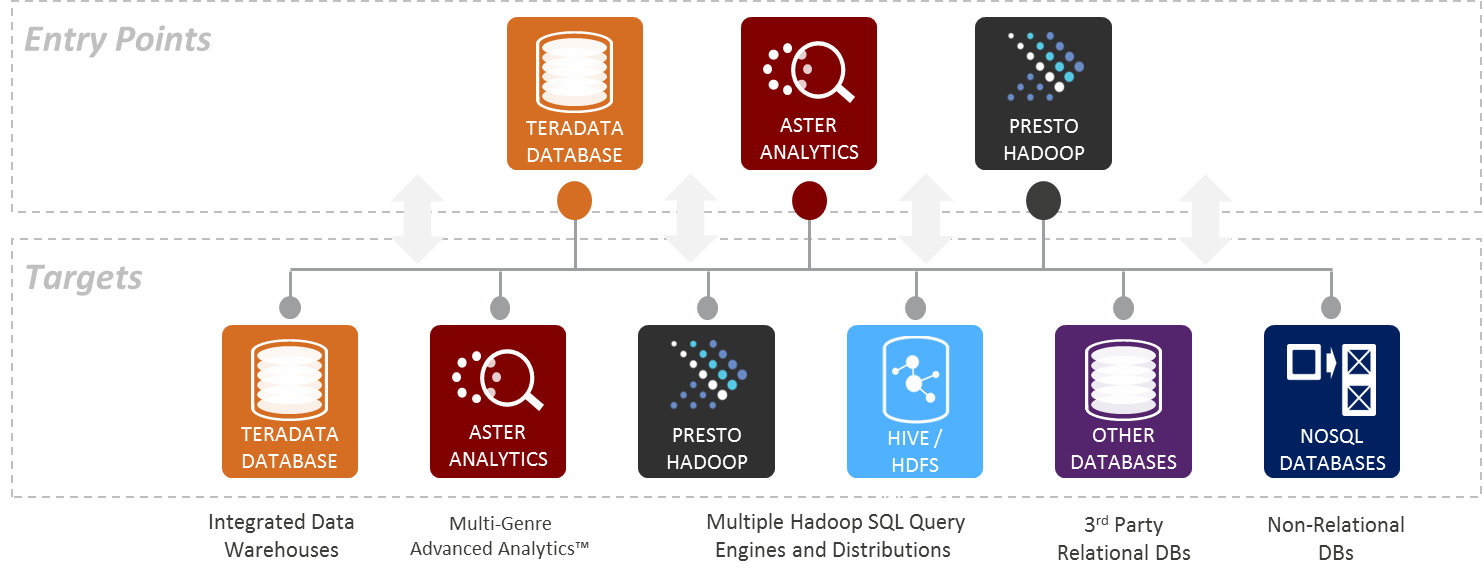 Entry Points
TERADATA
DATABASE
ASTER
ANALYTICS
PRESTO
HADOOP
Targets
TERADATA
DATABASE
ASTER
ANALYTICS
PRESTO
HADOOP
HIVE /
HDFS
OTHER
DATABASES
NOSQL
DATABASES
Integrated Data
Warehouses
Multi-Genre
Advanced Analytics™
Multiple Hadoop SQL Query
Engines and Distributions
3rd Party
Relational DBs
Non-Relational
DBs